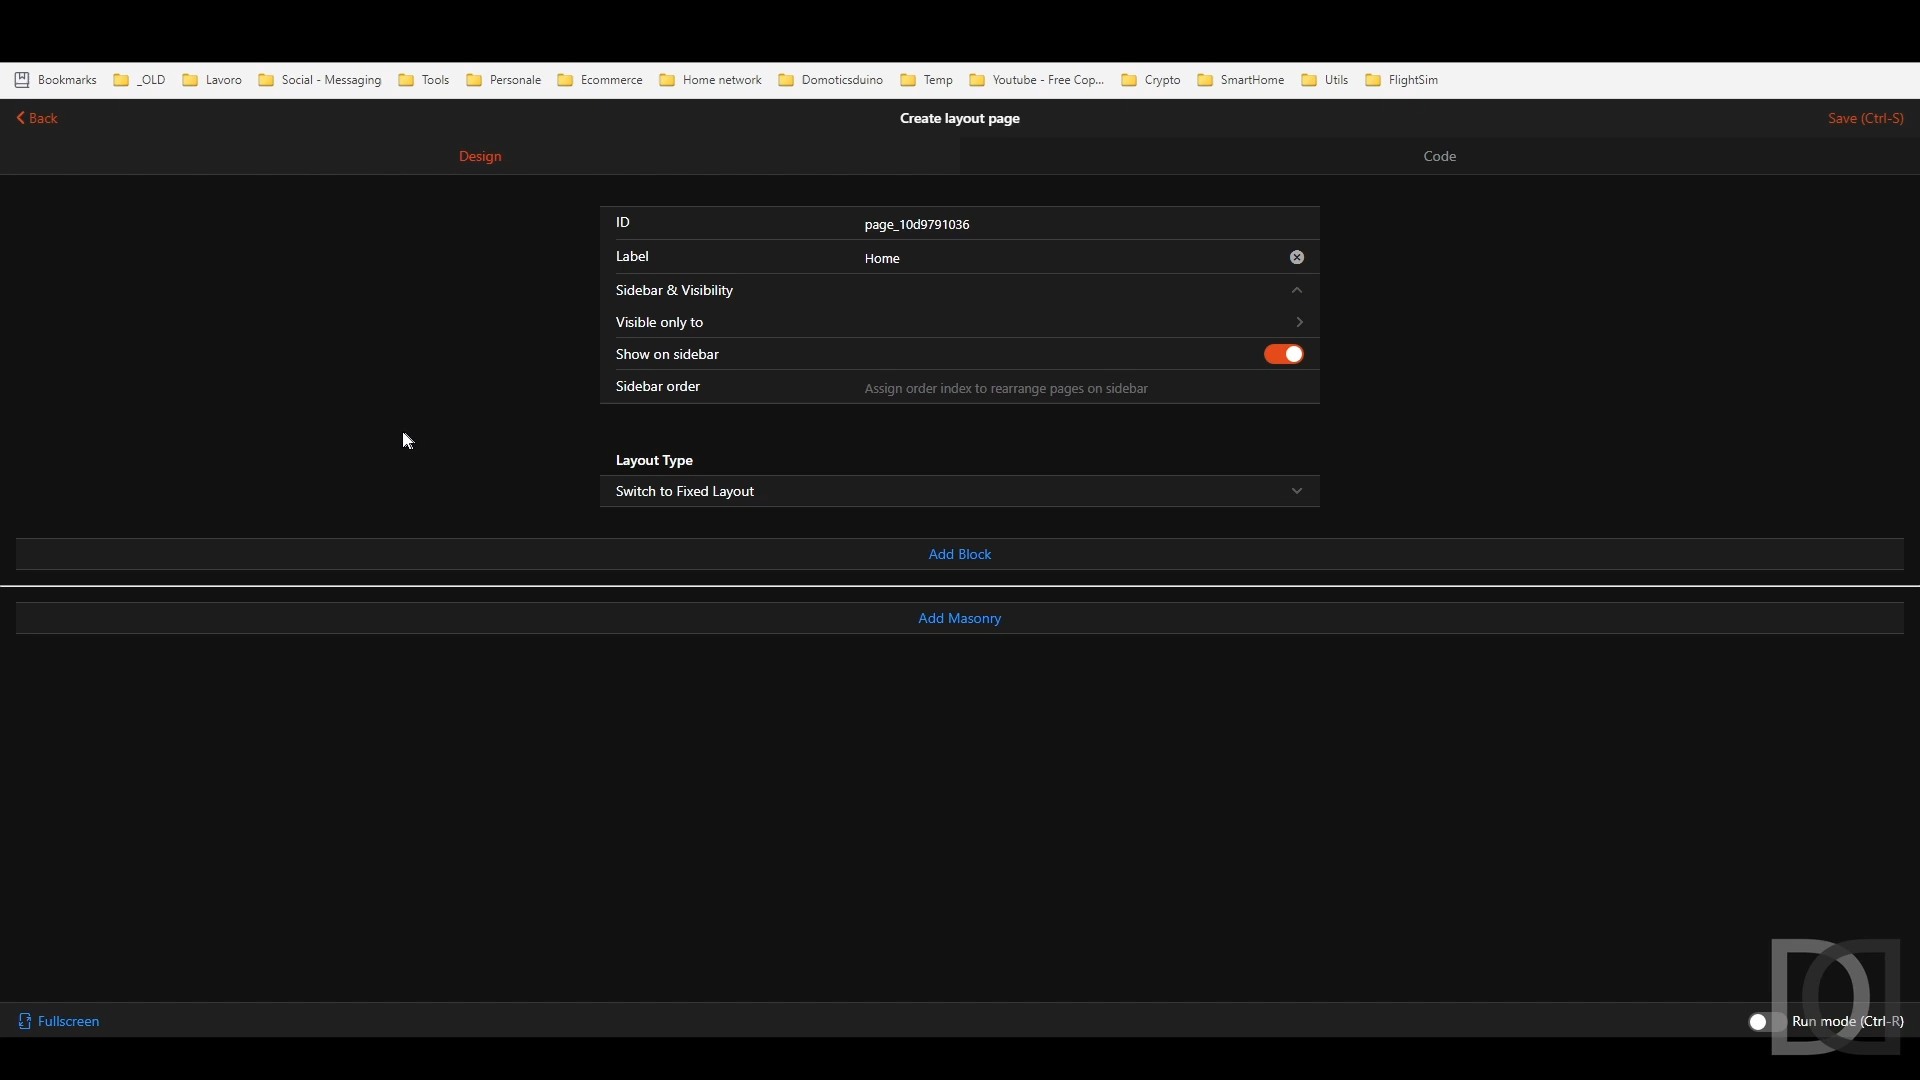 Bookmarks _OLD Lavoro Social - Messaging Tools Personale Ecommerce Home network Domoticsduino Temp Youtube - Free Cop... Crypto SmartHome Utils FlightSim
Back Create layout page Save (Ctrl-S)
Design Code
ID page_10d9791036
Label Home
Sidebar & Visibility
Visible only to
Show on sidebar
Sidebar order Assign order index to rearrange pages on sidebar
Layout Type
Switch to Fixed Layout
Add Block
Add Masonry
Fullscreen Run mode (Ctrl-R)